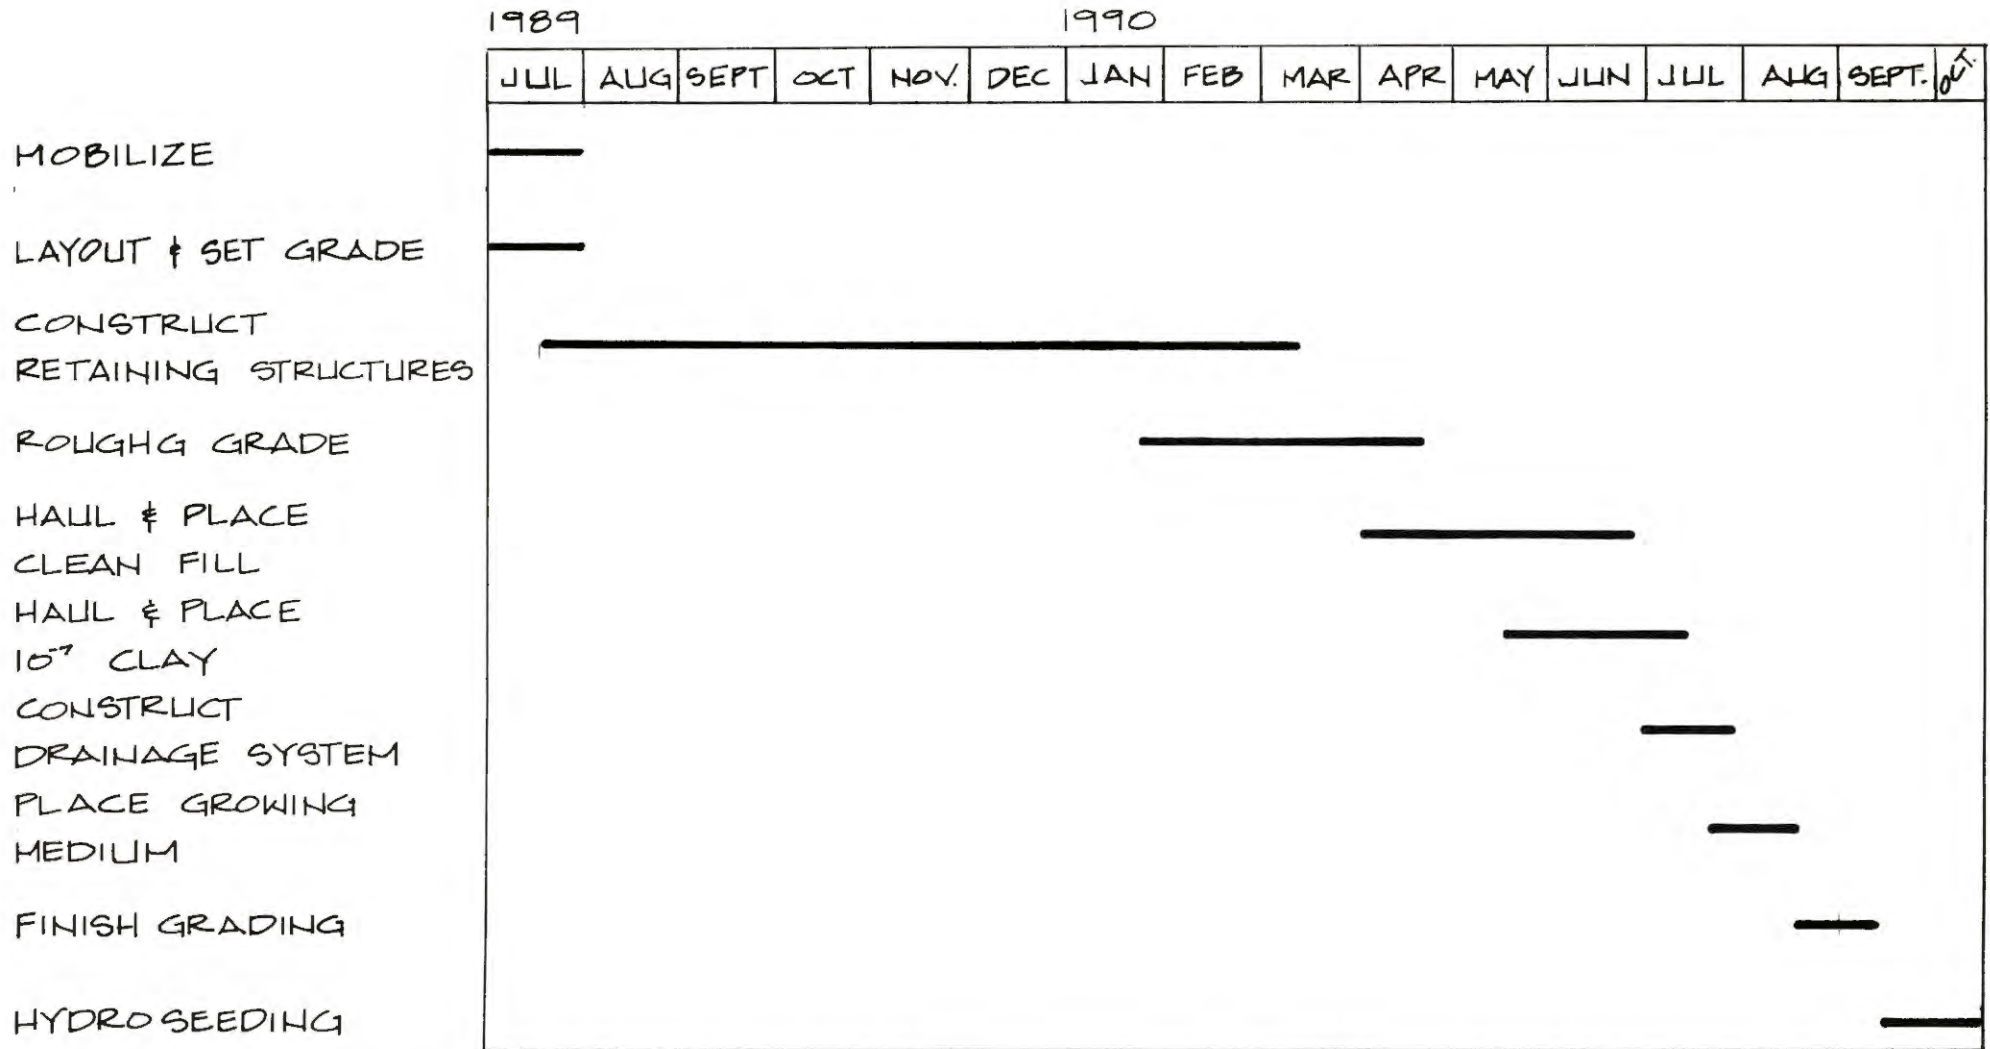 1989 1990
JUL AUG SEPT OCT NOV. DEC JAN FEB MAR APR MAY JUN JUL AUG SEPT. OCT.
MOBILIZE
LAYOUT & SET GRADE
CONSTRUCT
RETAINING STRUCTURES
ROUGHG GRADE
HAUL & PLACE
CLEAN FILL
HAUL & PLACE
10⁻⁷ CLAY
CONSTRUCT
DRAINAGE SYSTEM
PLACE GROWING
MEDIUM
FINISH GRADING
HYDROSEEDING